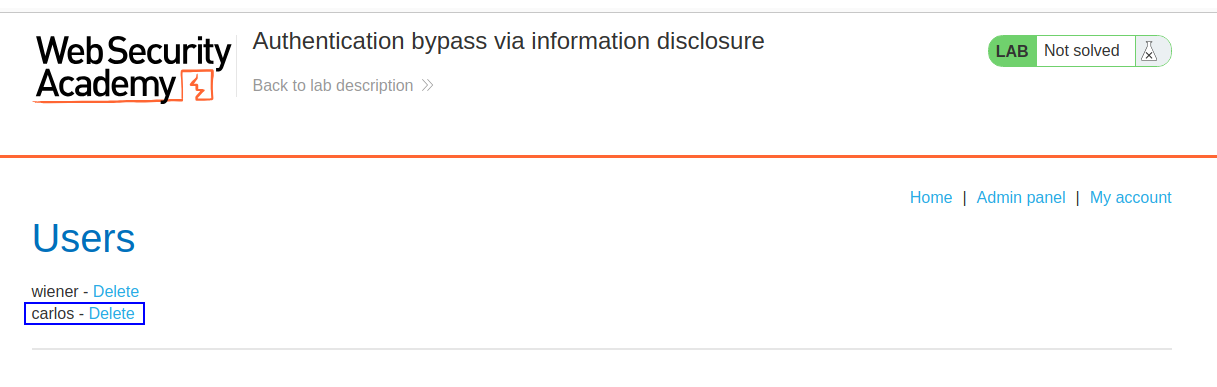 Web Security
Academy
Authentication bypass via information disclosure
Back to lab description
LAB Not solved
Home | Admin panel | My account
Users
wiener - Delete
carlos - Delete